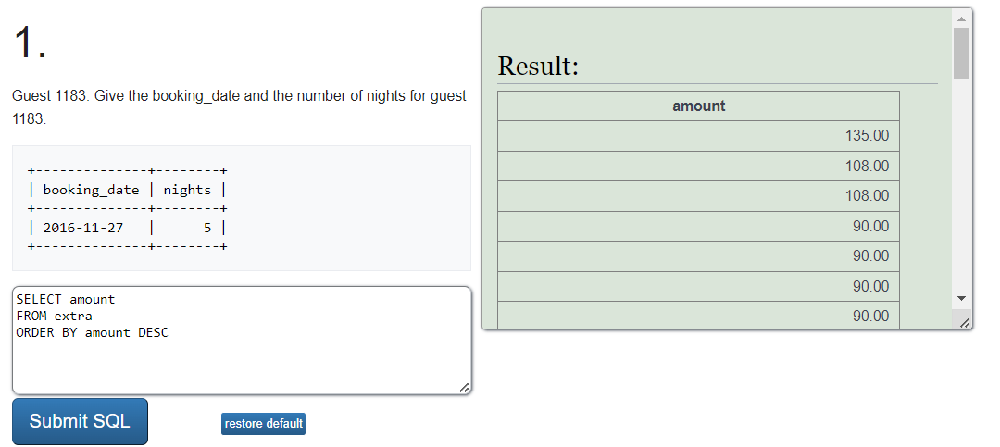 1.
Guest 1183. Give the booking_date and the number of nights for guest
1183.
+--------------+--------+
| booking_date | nights |
+--------------+--------+
| 2016-11-27   |      5 |
+--------------+--------+
SELECT amount
FROM extra
ORDER BY amount DESC
Submit SQL
restore default
Result:
amount
135.00
108.00
108.00
90.00
90.00
90.00
90.00